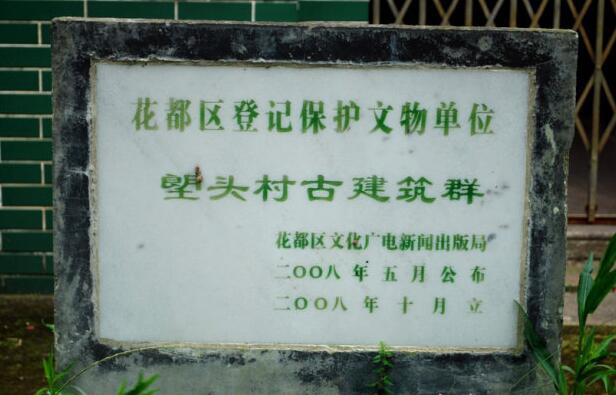 花都区登记保护文物单位
塱头村古建筑群
花都区文化广电新闻出版局
二〇〇八年五月公布
二〇〇八年十月立